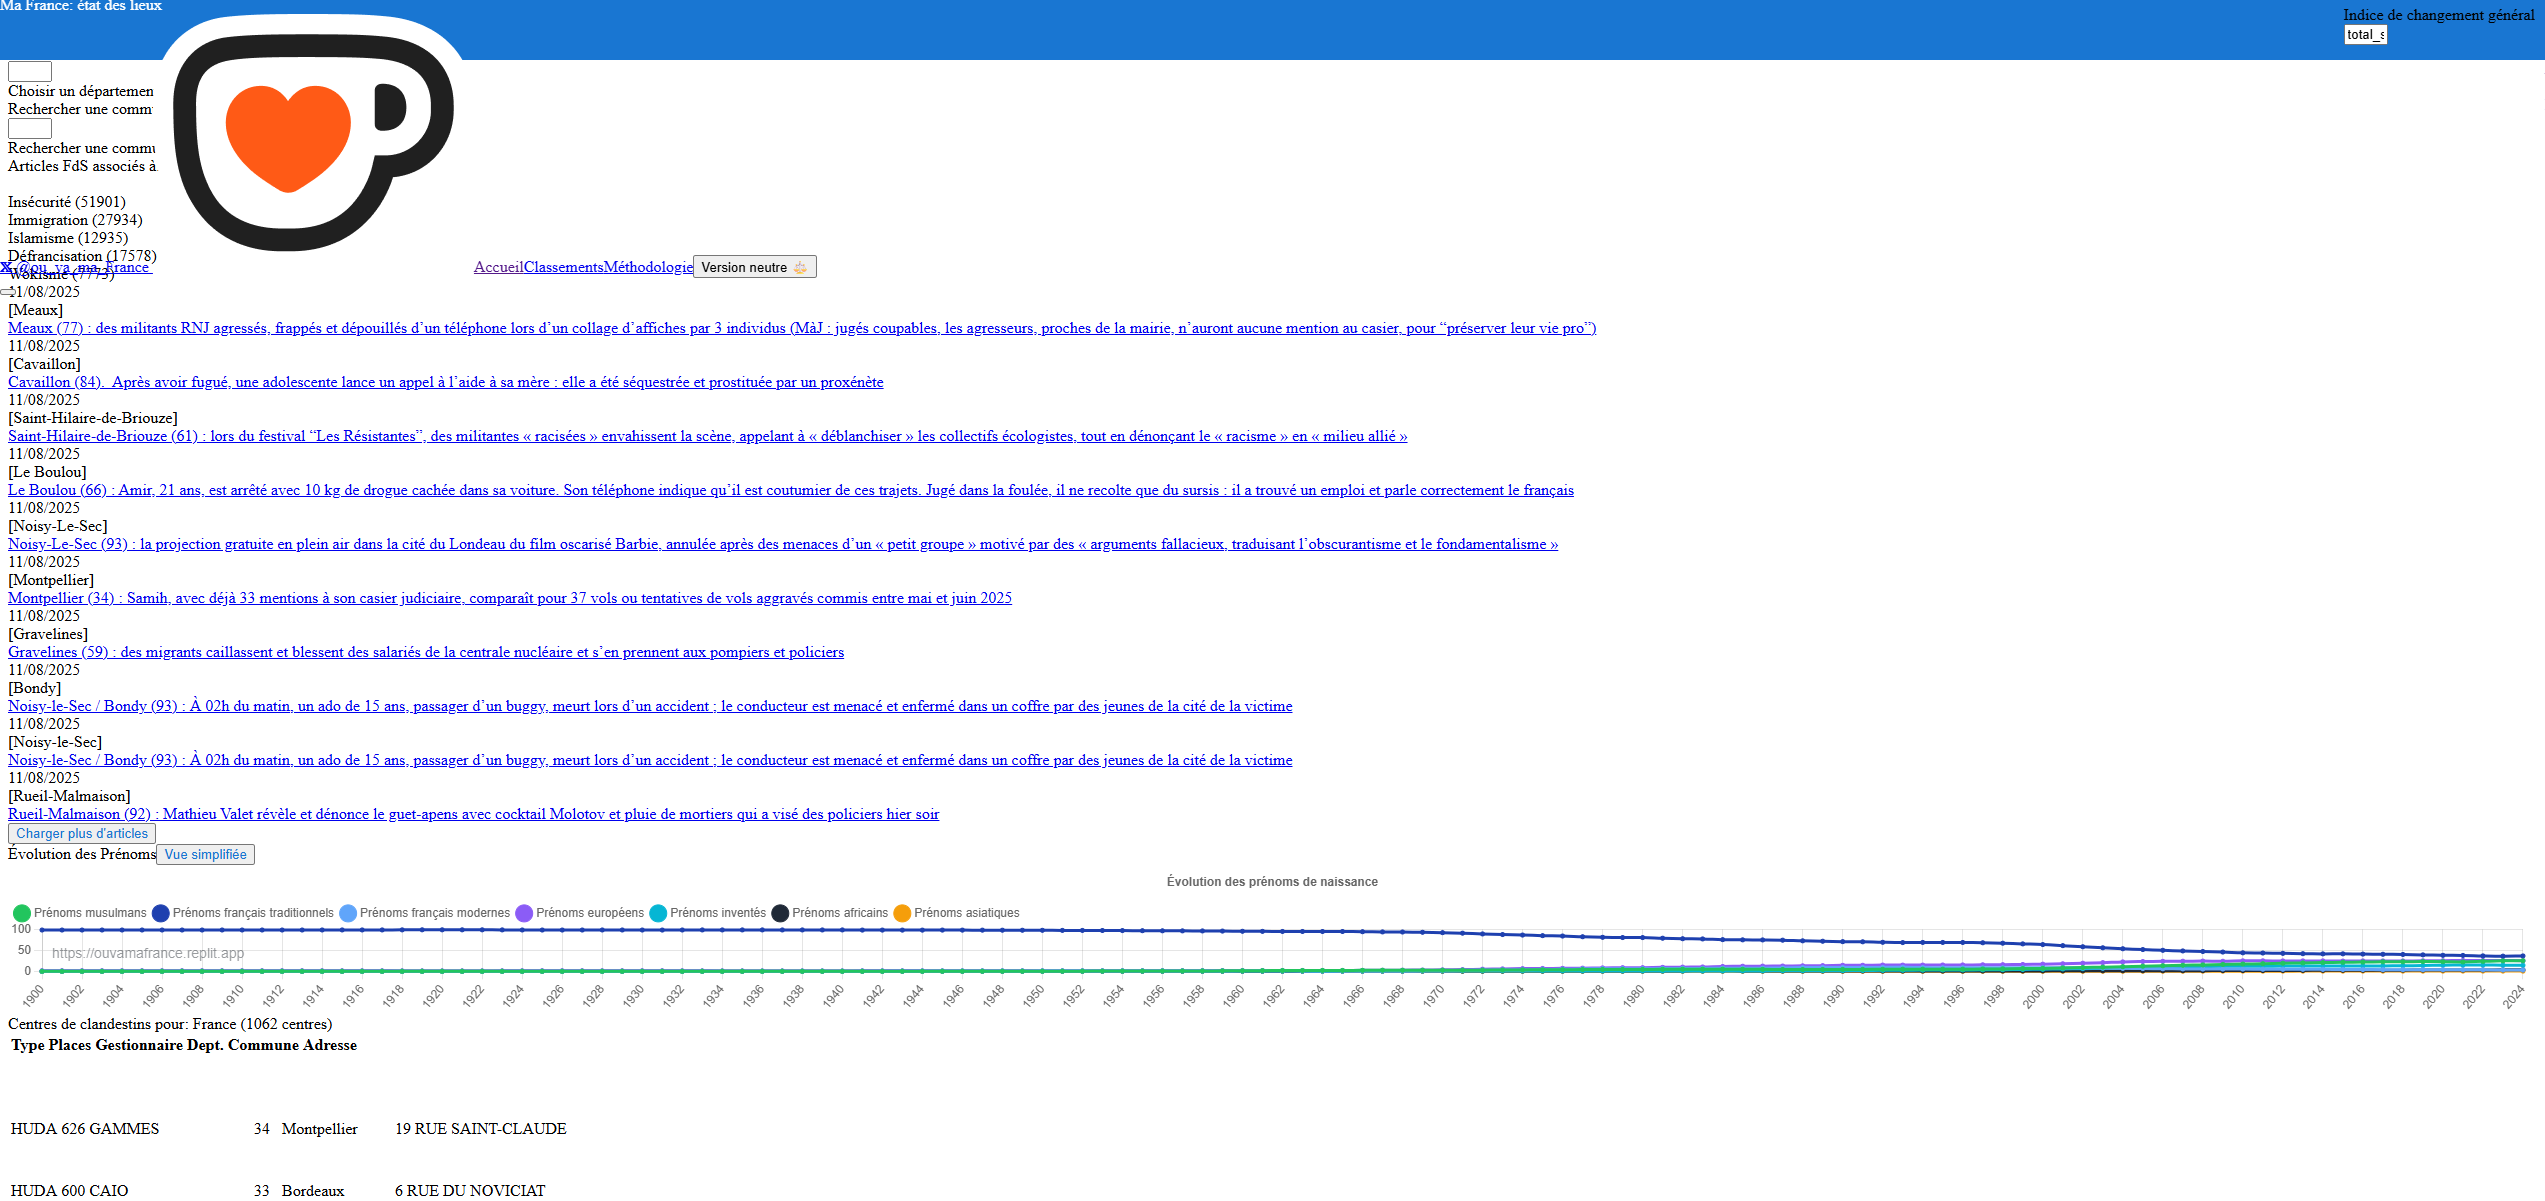 Ma France: état des lieux
Indice de changement général
total_s
Choisir un départemen
Rechercher une comm
Rechercher une commu
Articles FdS associés à
Insécurité (51901)
Immigration (27934)
Islamisme (12935)
Défrancisation (17578)
Wokisme (7773)
𝕏 @ou_va_ma_France
Accueil Classements Méthodologie Version neutre ⚖️
11/08/2025
[Meaux]
Meaux (77) : des militants RNJ agressés, frappés et dépouillés d’un téléphone lors d’un collage d’affiches par 3 individus (MàJ : jugés coupables, les agresseurs, proches de la mairie, n’auront aucune mention au casier, pour “préserver leur vie pro”)
11/08/2025
[Cavaillon]
Cavaillon (84).  Après avoir fugué, une adolescente lance un appel à l’aide à sa mère : elle a été séquestrée et prostituée par un proxénète
11/08/2025
[Saint-Hilaire-de-Briouze]
Saint-Hilaire-de-Briouze (61) : lors du festival “Les Résistantes”, des militantes « racisées » envahissent la scène, appelant à « déblanchiser » les collectifs écologistes, tout en dénonçant le « racisme » en « milieu allié »
11/08/2025
[Le Boulou]
Le Boulou (66) : Amir, 21 ans, est arrêté avec 10 kg de drogue cachée dans sa voiture. Son téléphone indique qu’il est coutumier de ces trajets. Jugé dans la foulée, il ne recolte que du sursis : il a trouvé un emploi et parle correctement le français
11/08/2025
[Noisy-Le-Sec]
Noisy-Le-Sec (93) : la projection gratuite en plein air dans la cité du Londeau du film oscarisé Barbie, annulée après des menaces d’un « petit groupe » motivé par des « arguments fallacieux, traduisant l’obscurantisme et le fondamentalisme »
11/08/2025
[Montpellier]
Montpellier (34) : Samih, avec déjà 33 mentions à son casier judiciaire, comparaît pour 37 vols ou tentatives de vols aggravés commis entre mai et juin 2025
11/08/2025
[Gravelines]
Gravelines (59) : des migrants caillassent et blessent des salariés de la centrale nucléaire et s’en prennent aux pompiers et policiers
11/08/2025
[Bondy]
Noisy-le-Sec / Bondy (93) : À 02h du matin, un ado de 15 ans, passager d’un buggy, meurt lors d’un accident ; le conducteur est menacé et enfermé dans un coffre par des jeunes de la cité de la victime
11/08/2025
[Noisy-le-Sec]
Noisy-le-Sec / Bondy (93) : À 02h du matin, un ado de 15 ans, passager d’un buggy, meurt lors d’un accident ; le conducteur est menacé et enfermé dans un coffre par des jeunes de la cité de la victime
11/08/2025
[Rueil-Malmaison]
Rueil-Malmaison (92) : Mathieu Valet révèle et dénonce le guet-apens avec cocktail Molotov et pluie de mortiers qui a visé des policiers hier soir
Charger plus d'articles
Évolution des Prénoms Vue simplifiée
Évolution des prénoms de naissance
Prénoms musulmans Prénoms français traditionnels Prénoms français modernes Prénoms européens Prénoms inventés Prénoms africains Prénoms asiatiques
100
50
0
https://ouvamafrance.replit.app
1900 1902 1904 1906 1908 1910 1912 1914 1916 1918 1920 1922 1924 1926 1928 1930 1932 1934 1936 1938 1940 1942 1944 1946 1948 1950 1952 1954 1956 1958 1960 1962 1964 1966 1968 1970 1972 1974 1976 1978 1980 1982 1984 1986 1988 1990 1992 1994 1996 1998 2000 2002 2004 2006 2008 2010 2012 2014 2016 2018 2020 2022 2024
Centres de clandestins pour: France (1062 centres)
Type Places Gestionnaire Dept. Commune Adresse
HUDA 626 GAMMES 34 Montpellier 19 RUE SAINT-CLAUDE
HUDA 600 CAIO 33 Bordeaux 6 RUE DU NOVICIAT